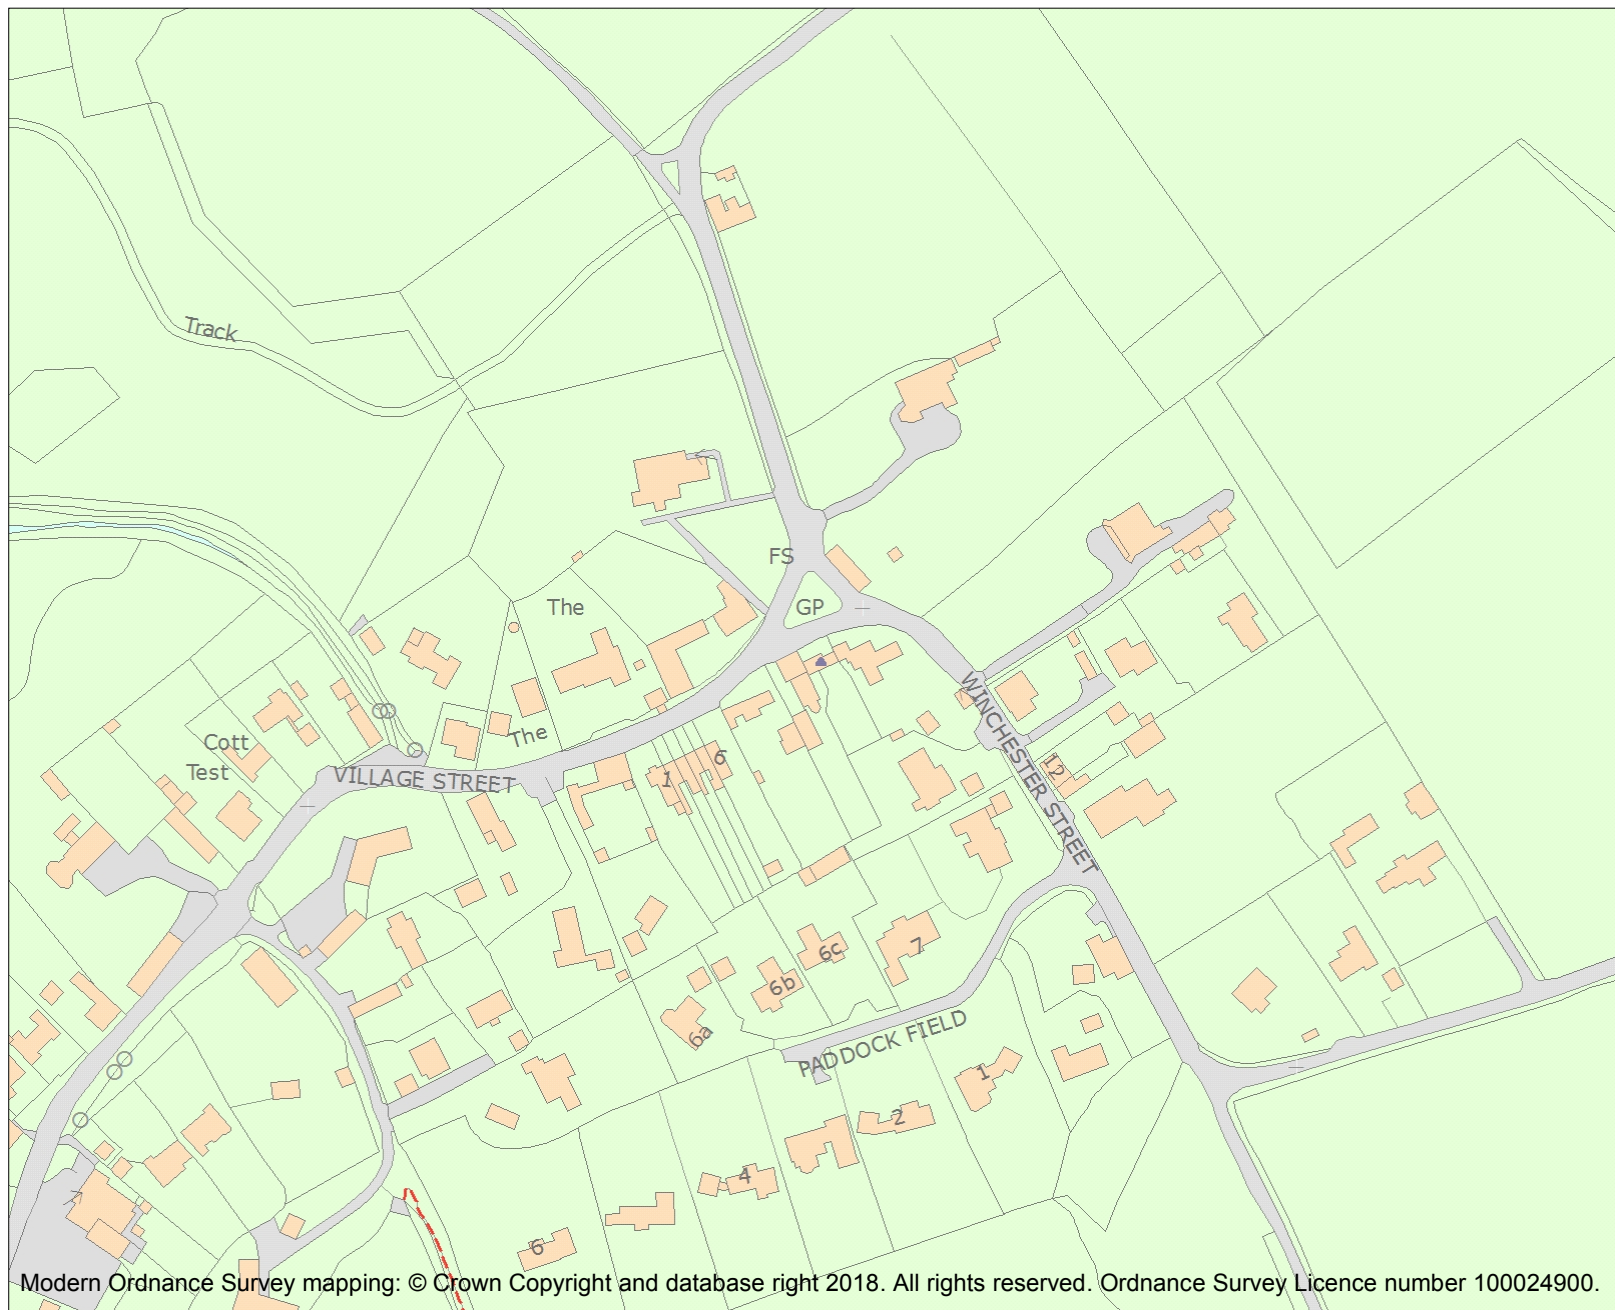 Track
FS
The
GP
The
Cott
Test
VILLAGE STREET
1
6
WINCHESTER STREET
12
6c
7
6b
6a
PADDOCK FIELD
1
2
4
6
Modern Ordnance Survey mapping: © Crown Copyright and database right 2018. All rights reserved. Ordnance Survey Licence number 100024900.